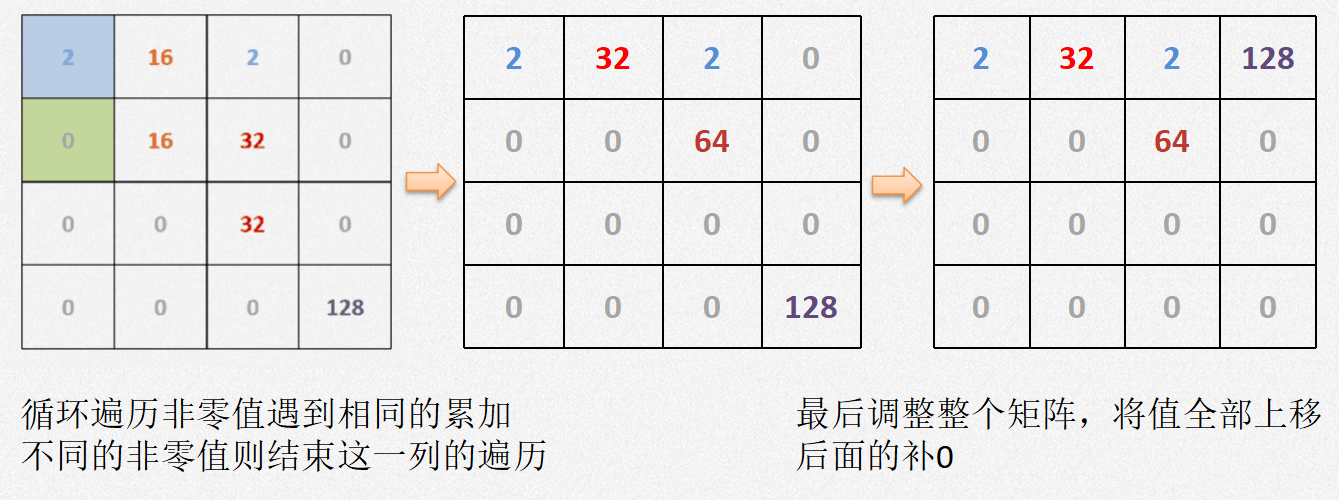 2 16 2 0 2 32 2 0 2 32 2 128
0 16 32 0 0 0 64 0 0 0 64 0
0 0 32 0 0 0 0 0 0 0 0 0
0 0 0 128 0 0 0 128 0 0 0 0
循环遍历非零值遇到相同的累加
不同的非零值则结束这一列的遍历
最后调整整个矩阵，将值全部上移
后面的补0